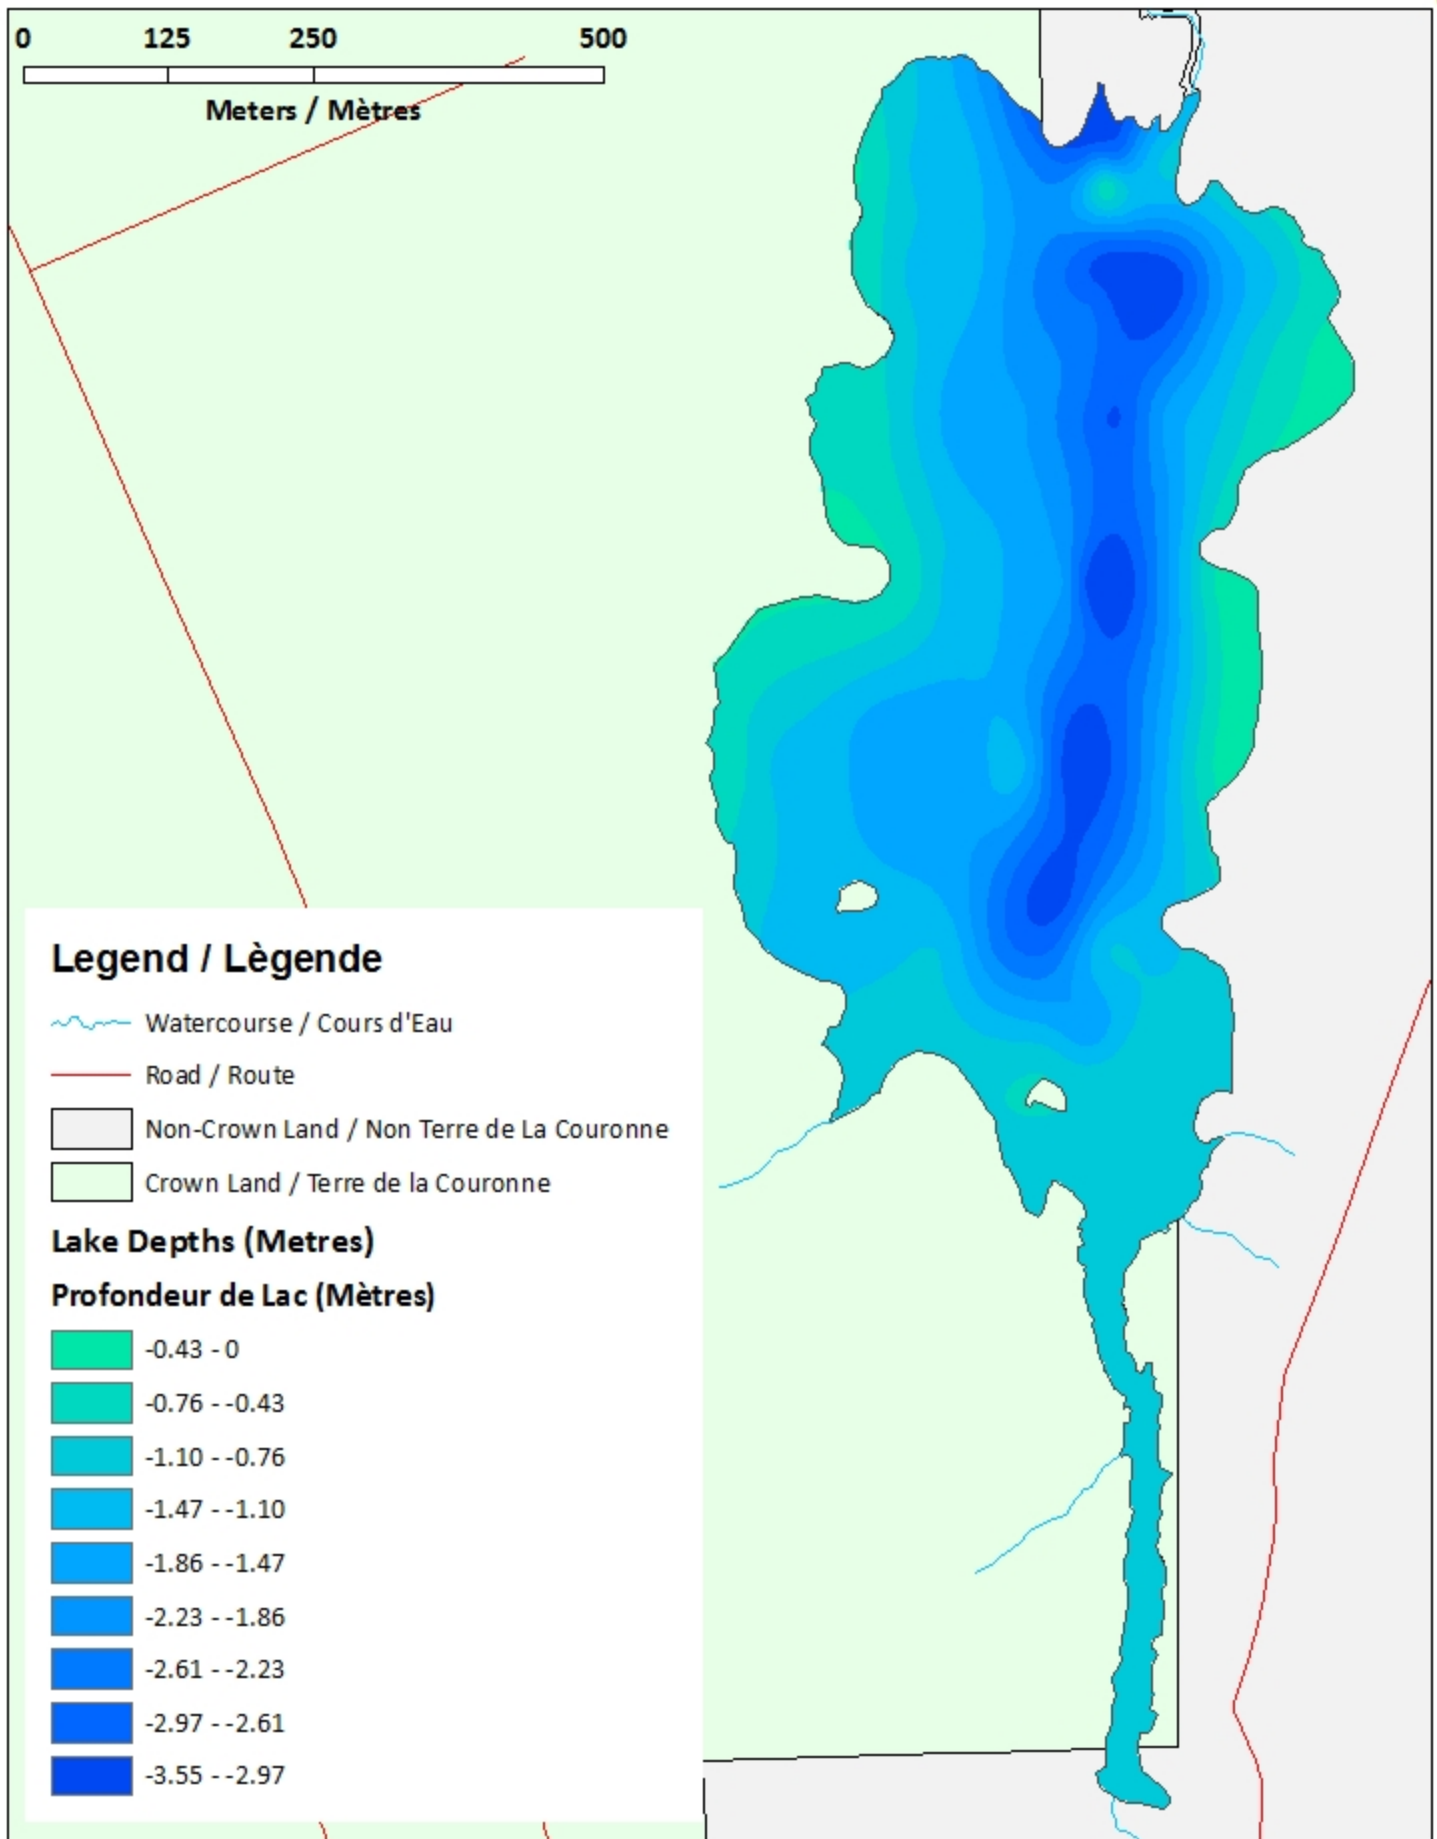 0 125 250 500
Meters / Mètres
Legend / Lègende
Watercourse / Cours d'Eau
Road / Route
Non-Crown Land / Non Terre de La Couronne
Crown Land / Terre de la Couronne
Lake Depths (Metres)
Profondeur de Lac (Mètres)
-0.43 - 0
-0.76 - -0.43
-1.10 - -0.76
-1.47 - -1.10
-1.86 - -1.47
-2.23 - -1.86
-2.61 - -2.23
-2.97 - -2.61
-3.55 - -2.97